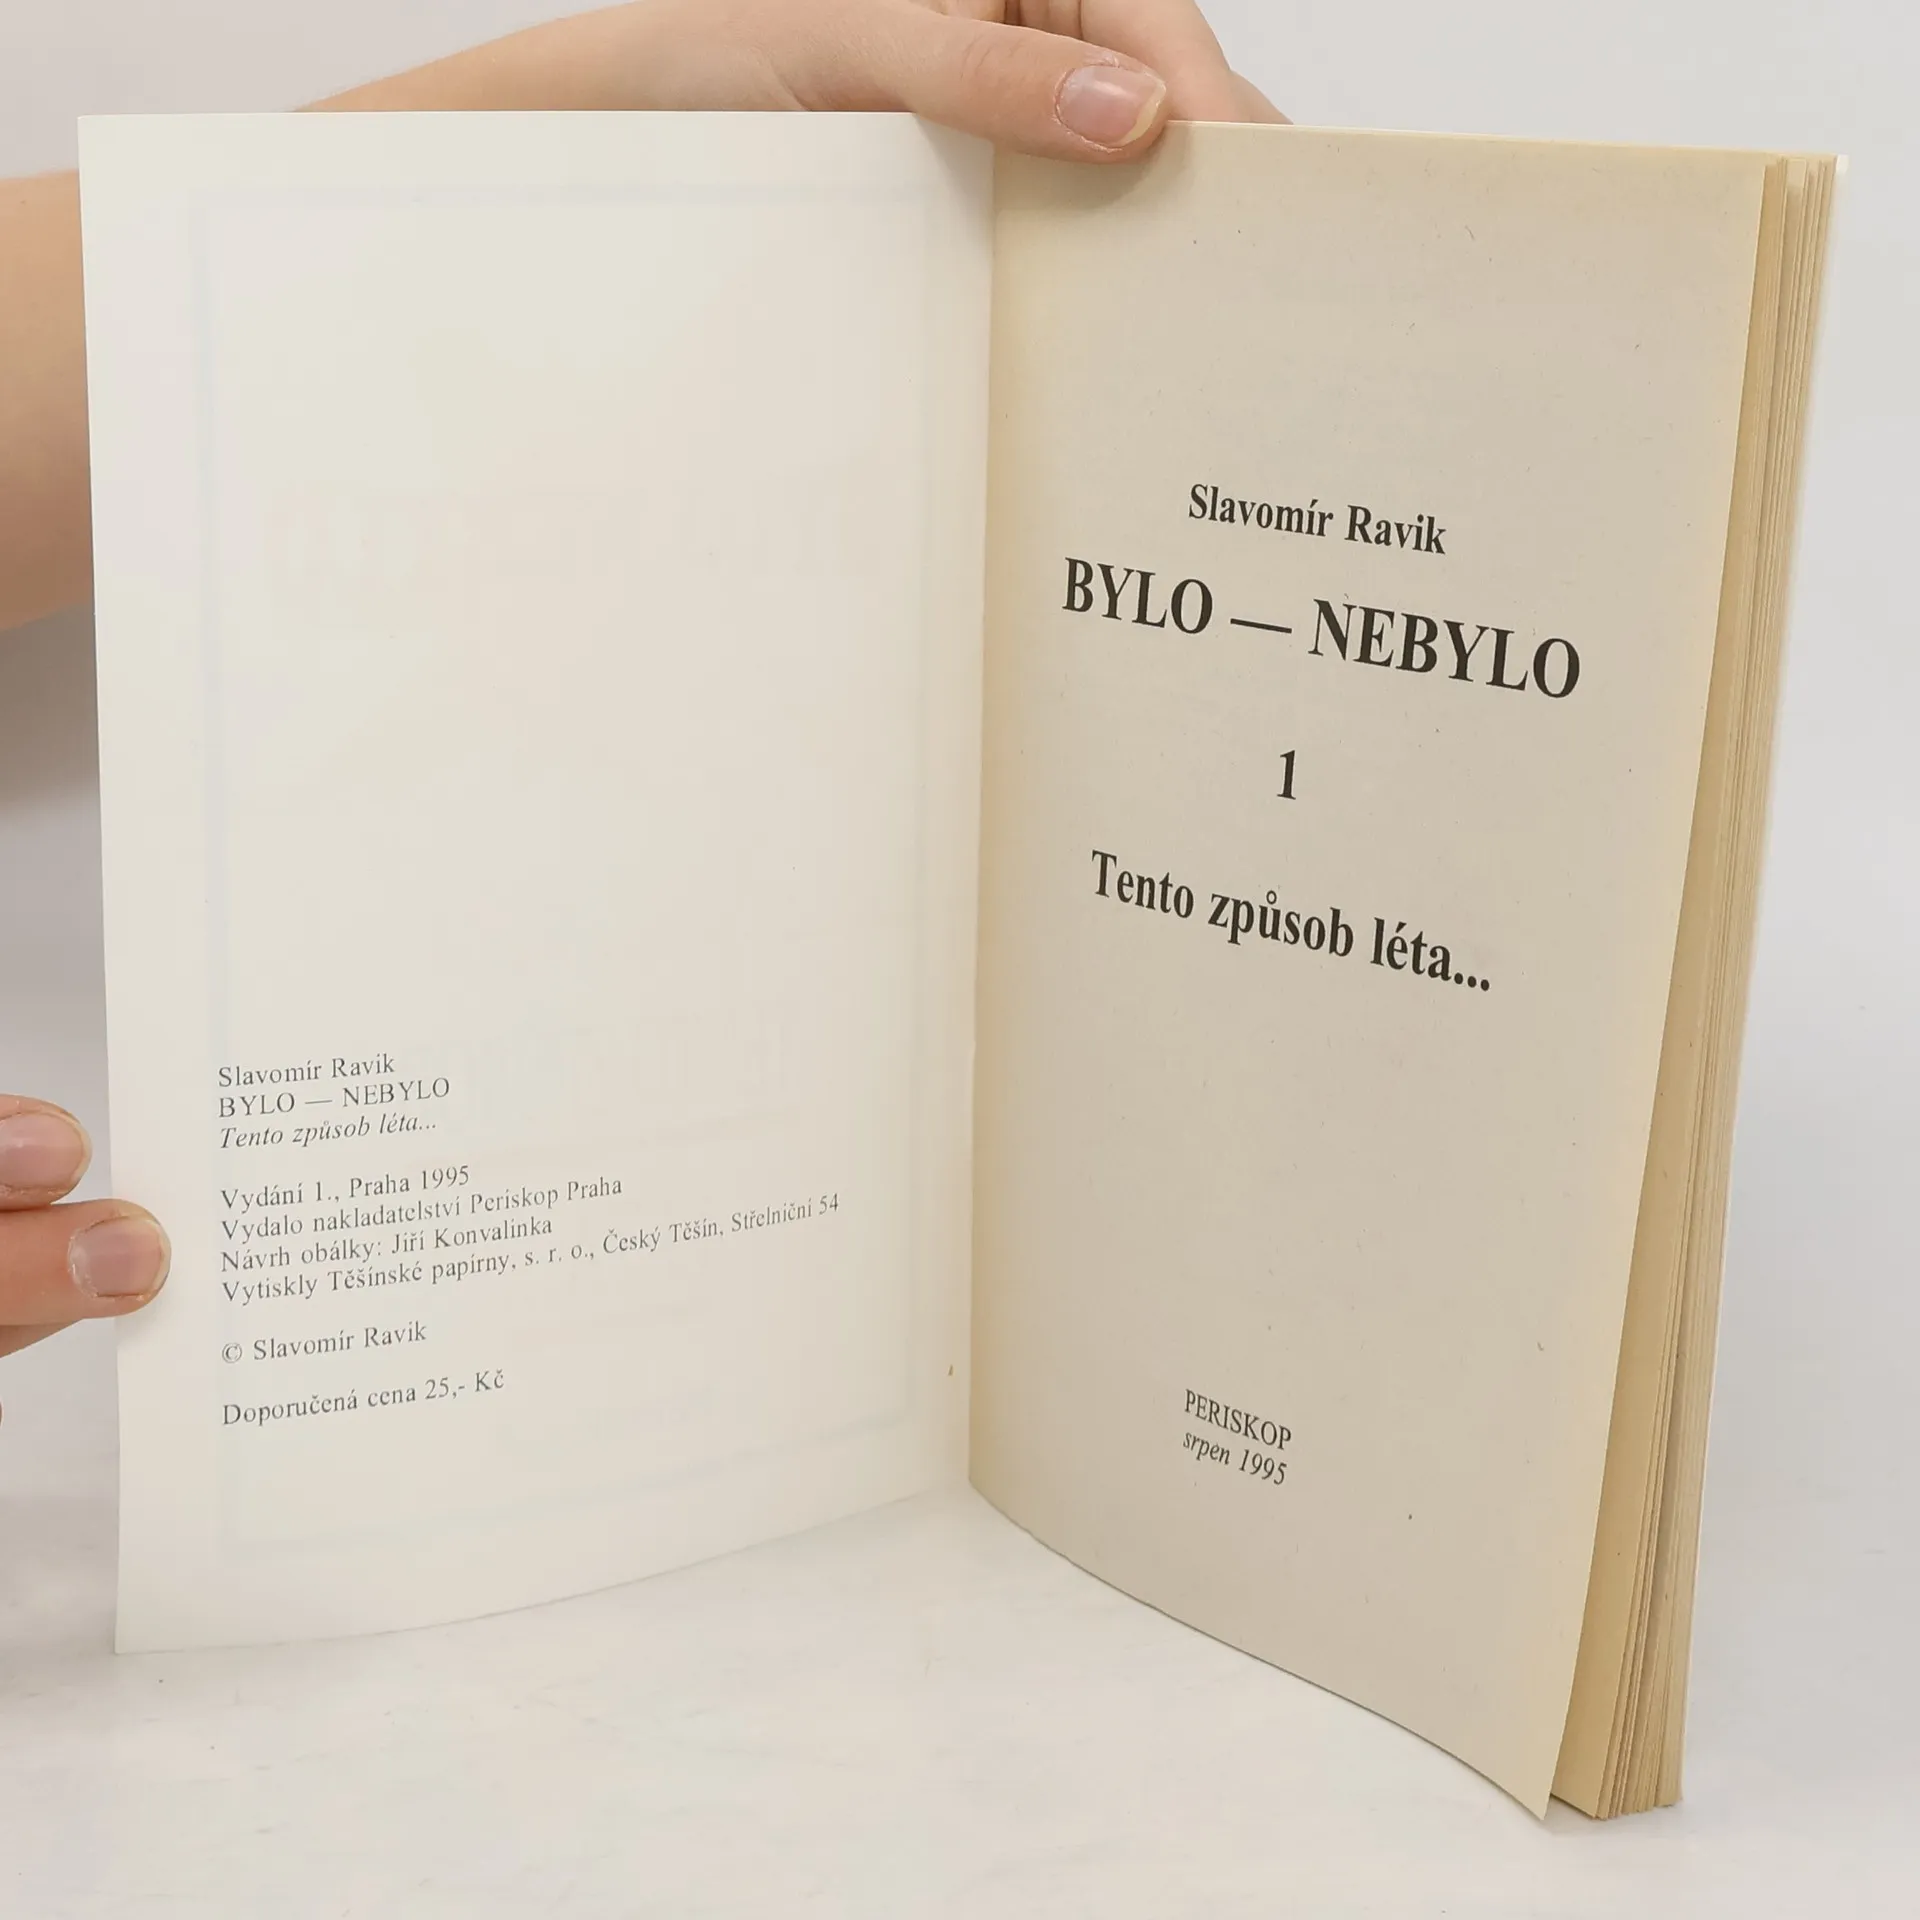 Slavomír Ravik
BYLO — NEBYLO
Tento způsob léta...
Vydání 1., Praha 1995
Vydalo nakladatelství Periskop Praha
Návrh obálky: Jiří Konvalinka
Vytiskly Těšínské papírny, s. r. o., Český Těšín, Střelniční 54
© Slavomír Ravik
Doporučená cena 25,- Kč
Slavomír Ravik
BYLO — NEBYLO
1
Tento způsob léta...
PERISKOP
srpen 1995